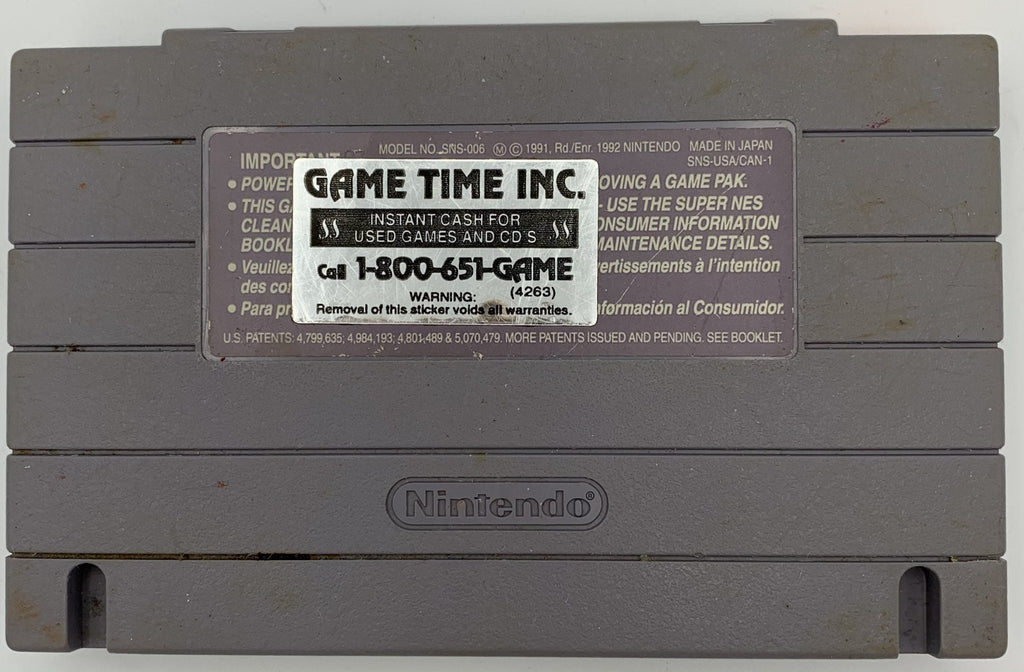 MODEL NO. SNS-006 Ⓜ © 1991, Rd./Enr. 1992 NINTENDO MADE IN JAPAN
SNS-USA/CAN-1
IMPORTANT
• POWER
OVING A GAME PAK.
• THIS GA
- USE THE SUPER NES
CLEAN
ONSUMER INFORMATION
BOOKL
MAINTENANCE DETAILS.
• Veuillez
ertissements à l'intention
des co
• Para pr
formación al Consumidor.
U.S. PATENTS: 4,799,635; 4,984,193; 4,801,489 & 5,070,479. MORE PATENTS ISSUED AND PENDING. SEE BOOKLET.
GAME TIME INC.
INSTANT CASH FOR
USED GAMES AND CD'S
$$ $$
Call 1-800-651-GAME
(4263)
WARNING:
Removal of this sticker voids all warranties.
Nintendo®